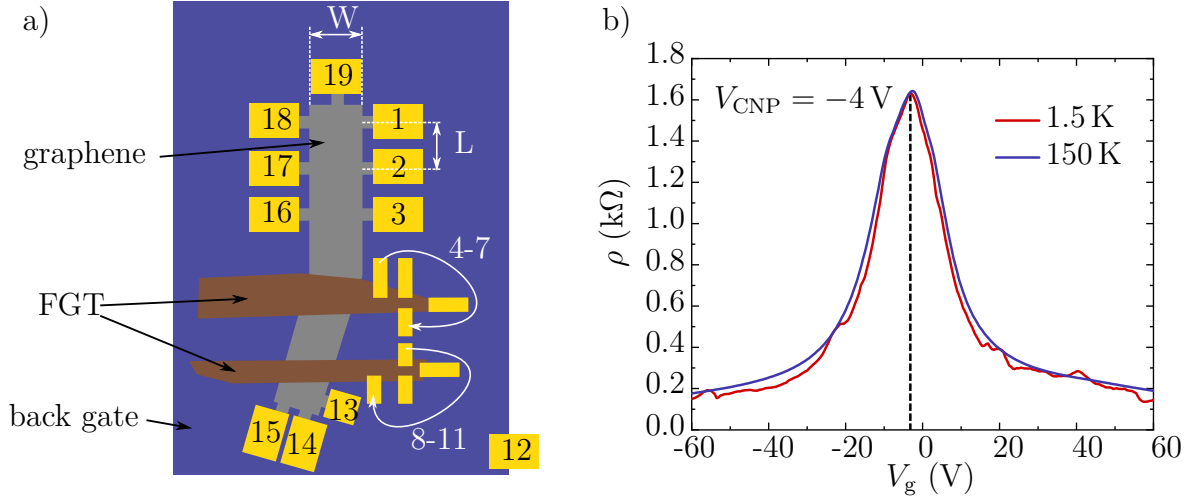 a)
W
19
18
1
graphene
L
17
2
16
3
4-7
FGT
13
15
14
back gate
8-11
12
b)
1.8
V_CNP = −4 V
1.5 K
150 K
1.6
1.4
1.2
1.0
0.8
0.6
0.4
0.2
0.0
ρ (kΩ)
-60 -40 -20 0 20 40 60
V_g (V)